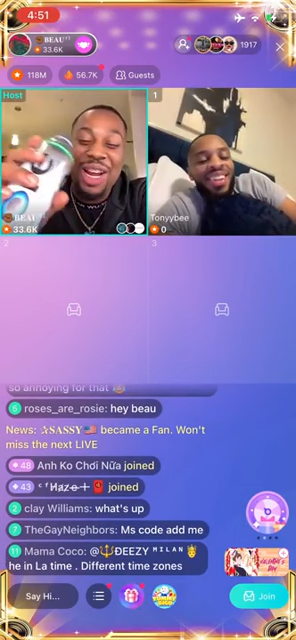 4:51
BEAU
33.6K
1917
118M
56.7K
Guests
Host
1
BEAU
33.6K
Tonyybee
0
2
3
so annoying for that
6 roses_are_rosie: hey beau
News: ✰𝐒𝐀𝐒𝐒𝐘🇺🇸 became a Fan. Won't
miss the next LIVE
48 Anh Ko Chơi Nữa joined
43 joined
2 clay Williams: what's up
7 TheGayNeighbors: Ms code add me
11 Mama Coco: @🔱ĐEEZY ᴹᴵᴸᴬᴺ
he in La time . Different time zones
Say Hi...
Join